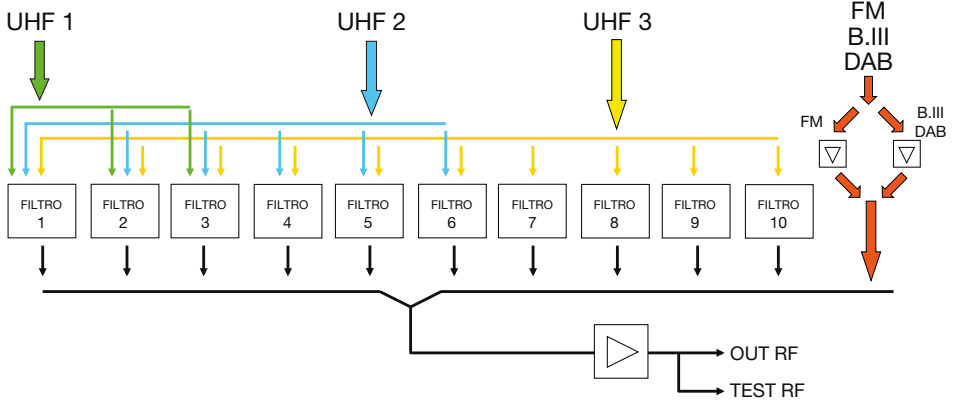 UHF 1
UHF 2
UHF 3
FM
B.III
DAB
FM
B.III
DAB
FILTRO
1
FILTRO
2
FILTRO
3
FILTRO
4
FILTRO
5
FILTRO
6
FILTRO
7
FILTRO
8
FILTRO
9
FILTRO
10
OUT RF
TEST RF